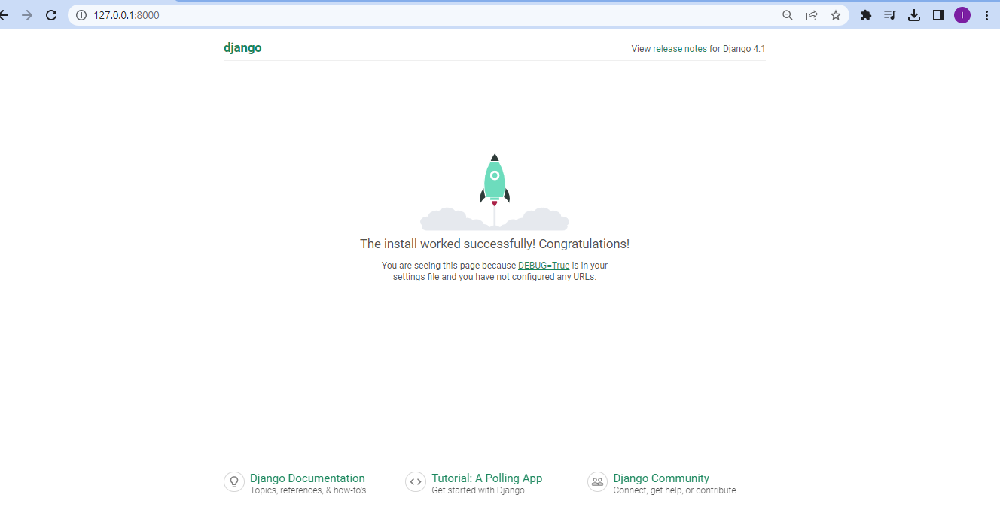 127.0.0.1:8000
I
django
View release notes for Django 4.1
The install worked successfully! Congratulations!
You are seeing this page because DEBUG=True is in your
settings file and you have not configured any URLs.
Django Documentation
Topics, references, & how-to's
Tutorial: A Polling App
Get started with Django
Django Community
Connect, get help, or contribute